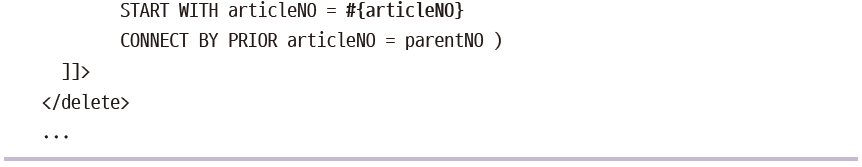 START WITH articleNO = #{articleNO}
CONNECT BY PRIOR articleNO = parentNO )
]]>
</delete>
...